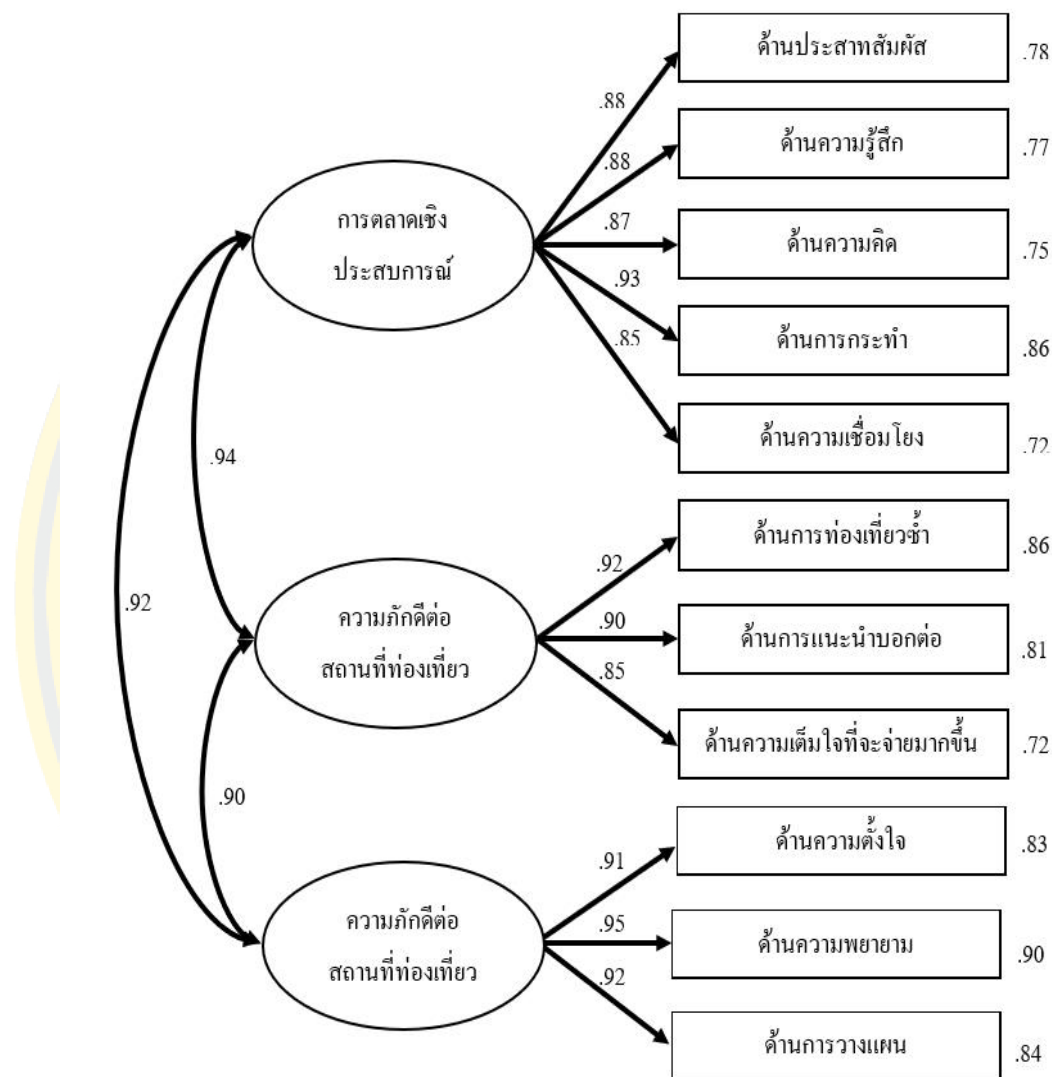 ด้านประสาทสัมผัส .78
.88
ด้านความรู้สึก .77
.88
การตลาดเชิง
ประสบการณ์
.87
ด้านความคิด .75
.93
ด้านการกระทำ .86
.85
ด้านความเชื่อมโยง .72
.94
ด้านการท่องเที่ยวซ้ำ .86
.92
.92
ความภักดีต่อ
สถานที่ท่องเที่ยว
.90
ด้านการแนะนำบอกต่อ .81
.85
ด้านความเต็มใจที่จะจ่ายมากขึ้น .72
.90
ด้านความตั้งใจ .83
.91
ความภักดีต่อ
สถานที่ท่องเที่ยว
.95
ด้านความพยายาม .90
.92
ด้านการวางแผน .84